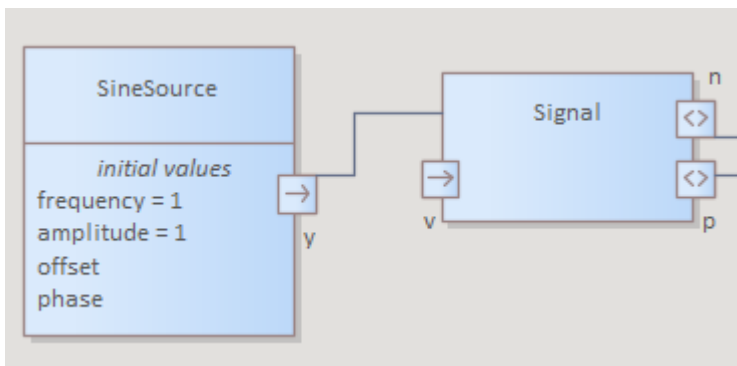 SineSource
initial values
frequency = 1
amplitude = 1
offset
phase
y
Signal
v
n
p